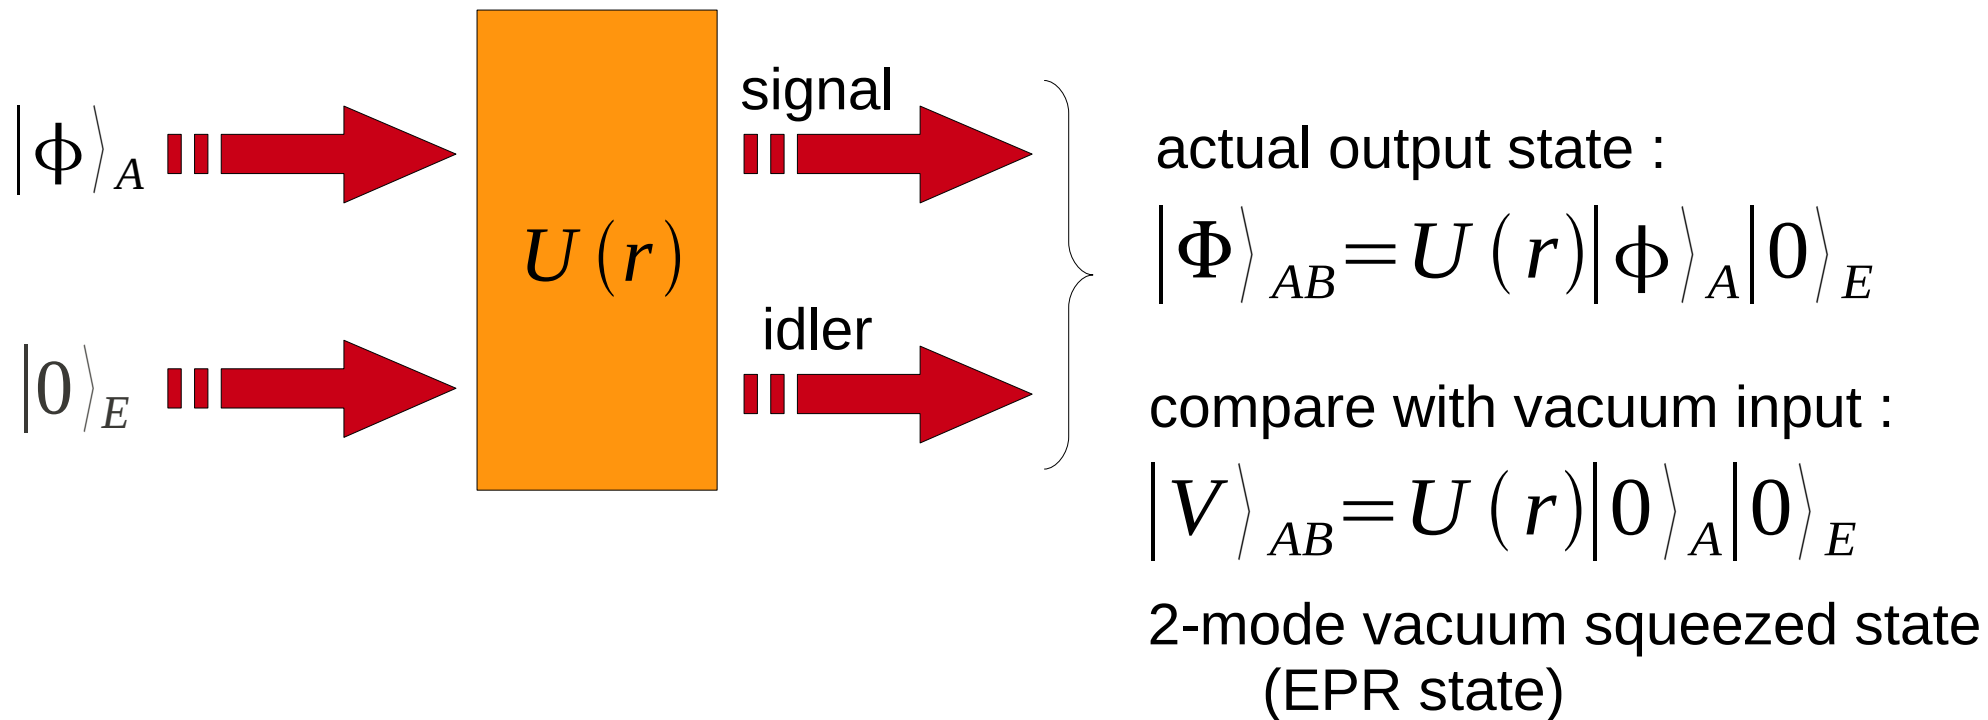 |ϕ⟩_A
|0⟩_E
U(r)
signal
idler
actual output state :
|Φ⟩_AB=U(r)|ϕ⟩_A|0⟩_E
compare with vacuum input :
|V⟩_AB=U(r)|0⟩_A|0⟩_E
2-mode vacuum squeezed state
(EPR state)